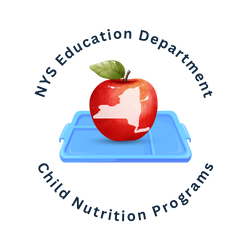 NYS Education Department
Child Nutrition Programs